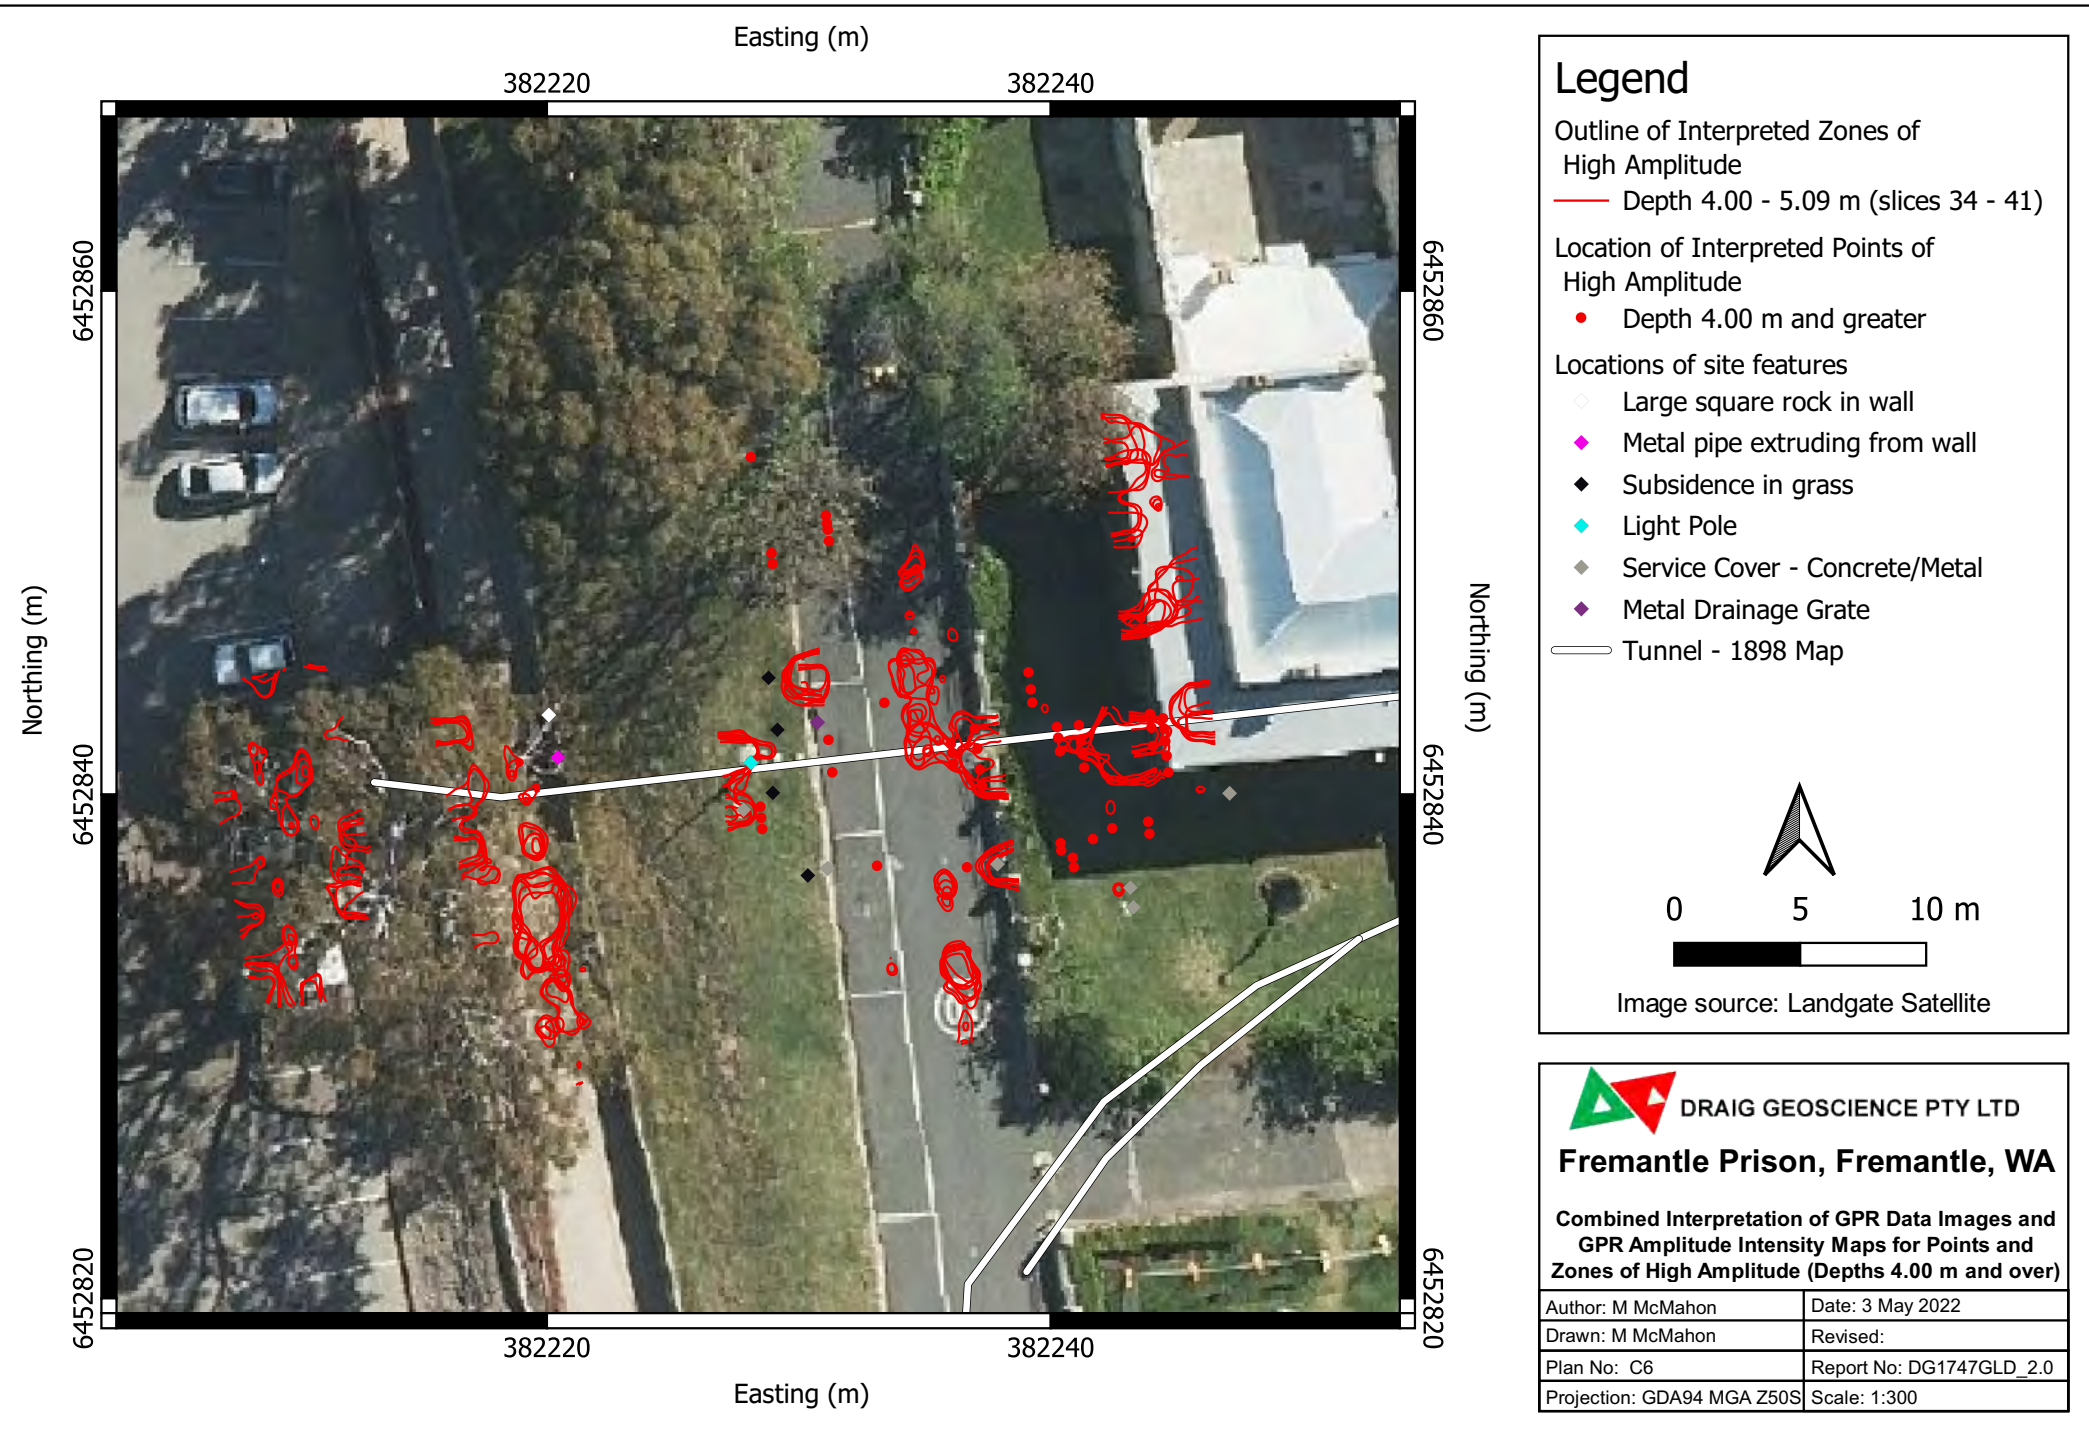 Easting (m)
382220
382240
6452860
6452840
6452820
Northing (m)
6452860
6452840
6452820
Northing (m)
382220
382240
Easting (m)
Legend
Outline of Interpreted Zones of
High Amplitude
Depth 4.00 - 5.09 m (slices 34 - 41)
Location of Interpreted Points of
High Amplitude
Depth 4.00 m and greater
Locations of site features
Large square rock in wall
Metal pipe extruding from wall
Subsidence in grass
Light Pole
Service Cover - Concrete/Metal
Metal Drainage Grate
Tunnel - 1898 Map
0 5 10 m
Image source: Landgate Satellite
DRAIG GEOSCIENCE PTY LTD
Fremantle Prison, Fremantle, WA
Combined Interpretation of GPR Data Images and
GPR Amplitude Intensity Maps for Points and
Zones of High Amplitude (Depths 4.00 m and over)
Author: M McMahon
Date: 3 May 2022
Drawn: M McMahon
Revised:
Plan No: C6
Report No: DG1747GLD_2.0
Projection: GDA94 MGA Z50S
Scale: 1:300